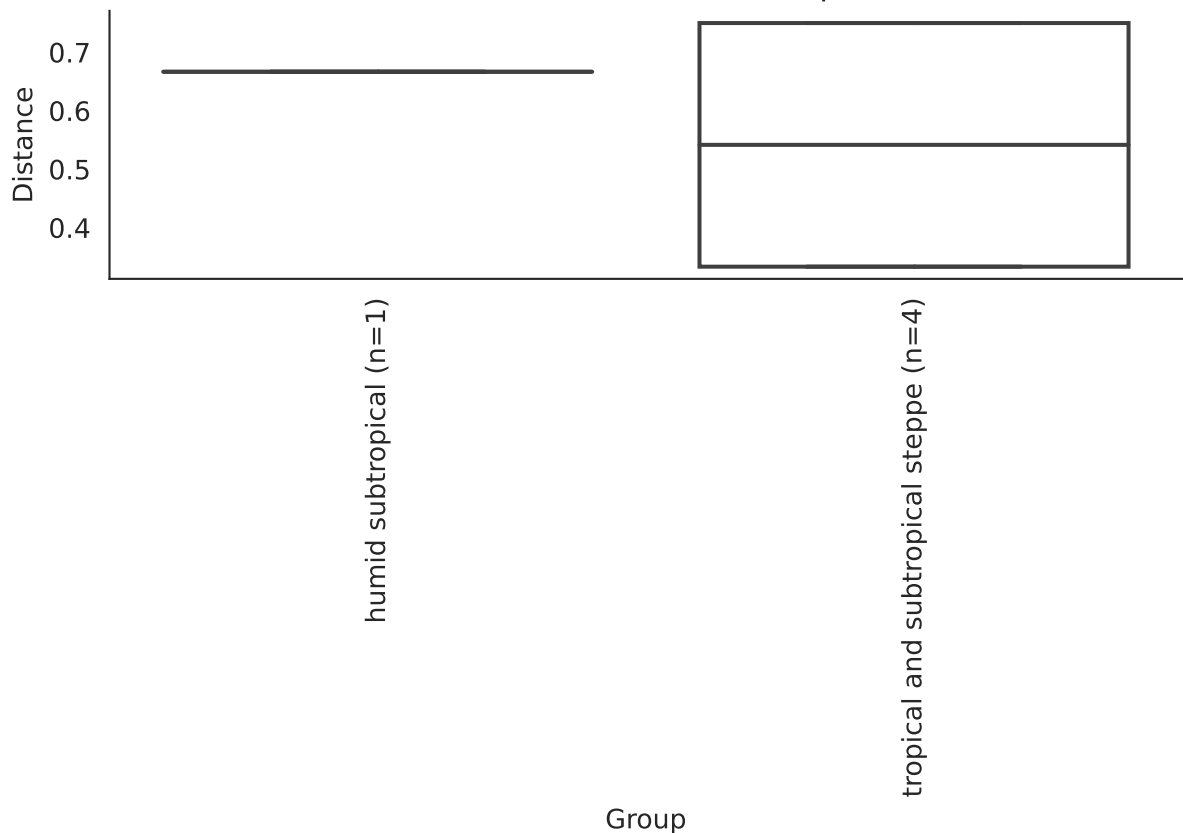 0.7
0.6
0.5
0.4
Distance
humid subtropical (n=1)
tropical and subtropical steppe (n=4)
Group